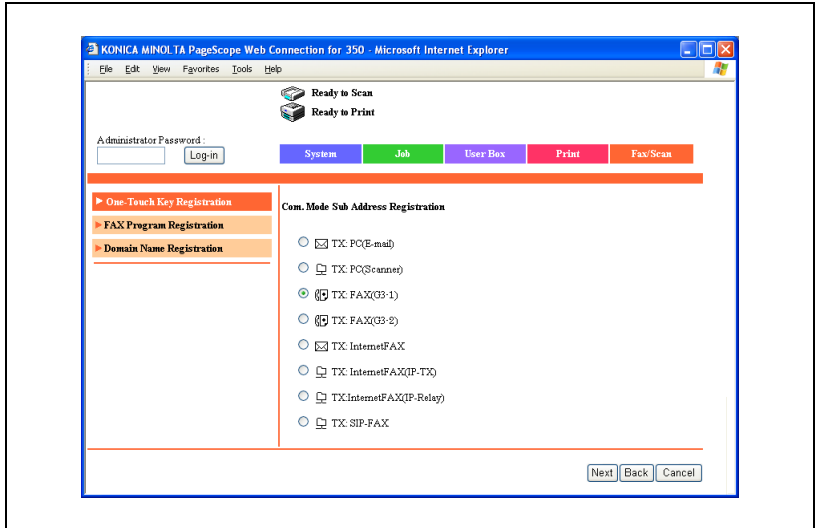 KONICA MINOLTA PageScope Web Connection for 350 - Microsoft Internet Explorer
File Edit View Favorites Tools Help
Ready to Scan
Ready to Print
Administrator Password :
Log-in
System Job User Box Print Fax/Scan
One-Touch Key Registration
FAX Program Registration
Domain Name Registration
Com. Mode Sub Address Registration
TX: PC(E-mail)
TX: PC(Scanner)
TX: FAX(G3-1)
TX: FAX(G3-2)
TX: InternetFAX
TX: InternetFAX(IP-TX)
TX:InternetFAX(IP-Relay)
TX: SIP-FAX
Next Back Cancel